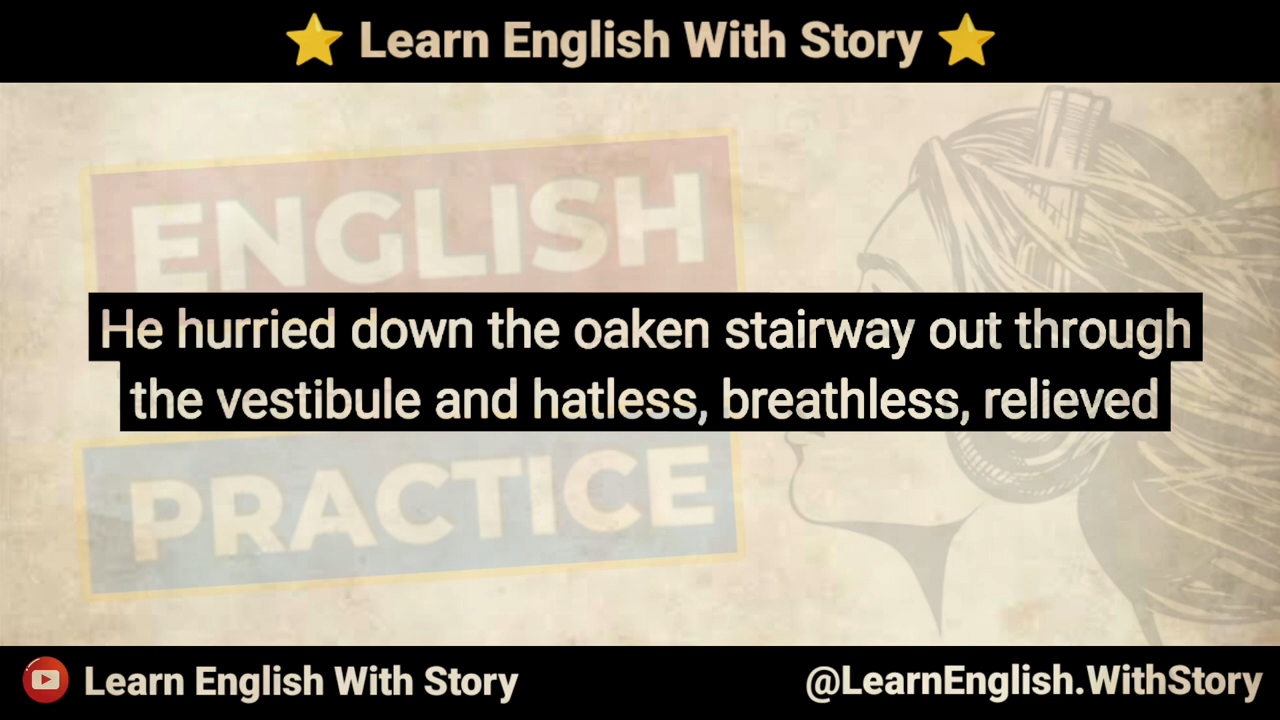 ⭐ Learn English With Story ⭐
ENGLISH
He hurried down the oaken stairway out through
the vestibule and hatless, breathless, relieved
PRACTICE
Learn English With Story
@LearnEnglish.WithStory